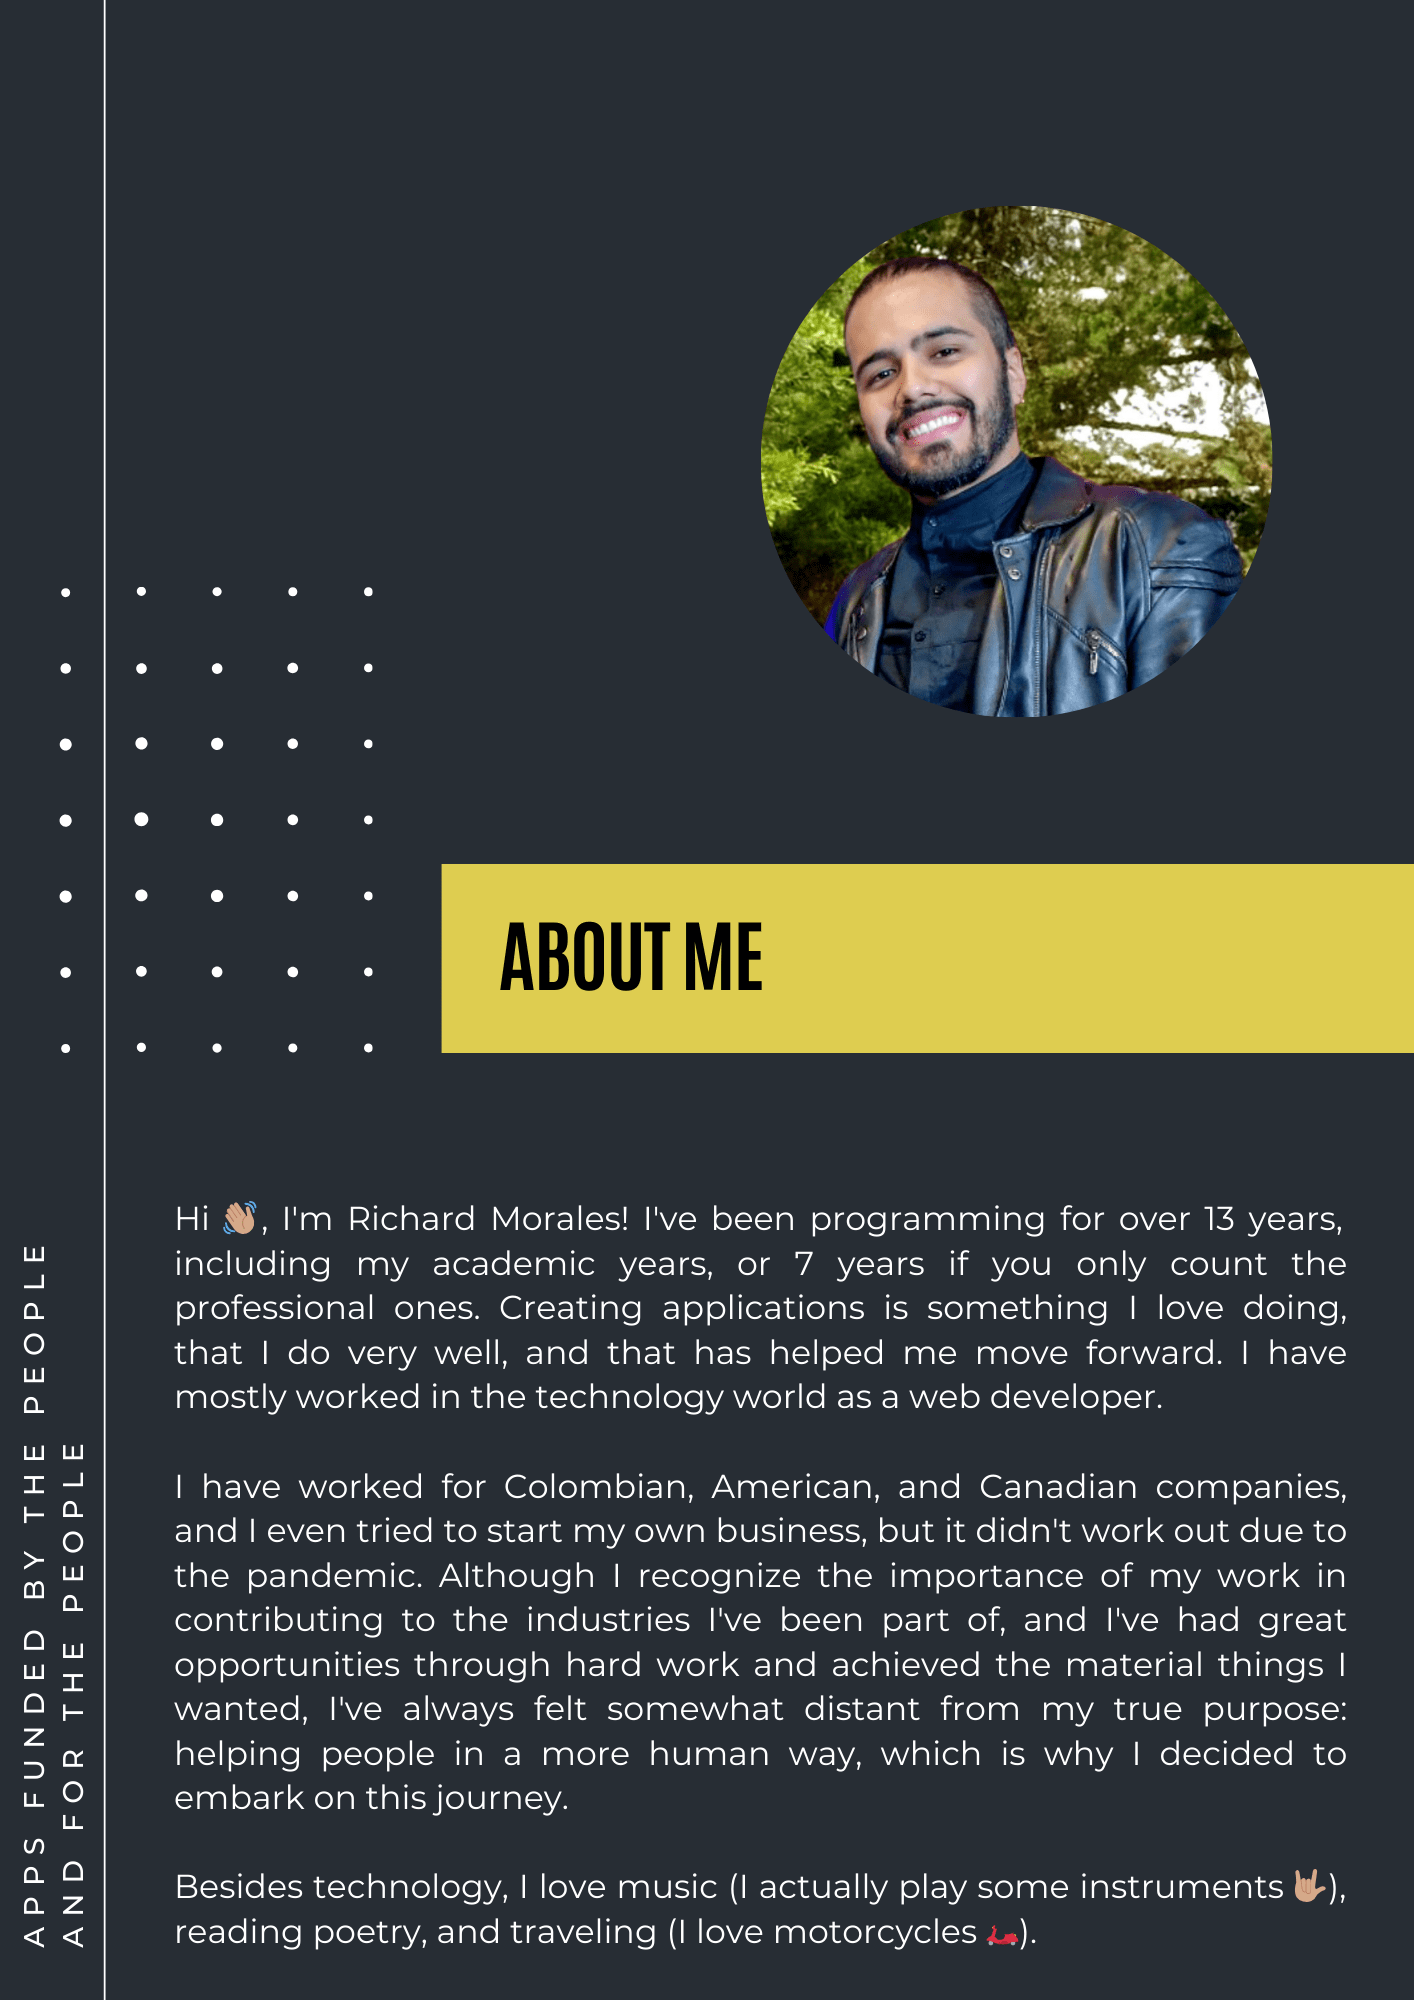 ABOUT ME
Hi 👋🏼, I'm Richard Morales! I've been programming for over 13 years,
including my academic years, or 7 years if you only count the
professional ones. Creating applications is something I love doing,
that I do very well, and that has helped me move forward. I have
mostly worked in the technology world as a web developer.
I have worked for Colombian, American, and Canadian companies,
and I even tried to start my own business, but it didn't work out due to
the pandemic. Although I recognize the importance of my work in
contributing to the industries I've been part of, and I've had great
opportunities through hard work and achieved the material things I
wanted, I've always felt somewhat distant from my true purpose:
helping people in a more human way, which is why I decided to
embark on this journey.
Besides technology, I love music (I actually play some instruments 🤟🏼),
reading poetry, and traveling (I love motorcycles 🛵).
APPS FUNDED BY THE PEOPLE
AND FOR THE PEOPLE